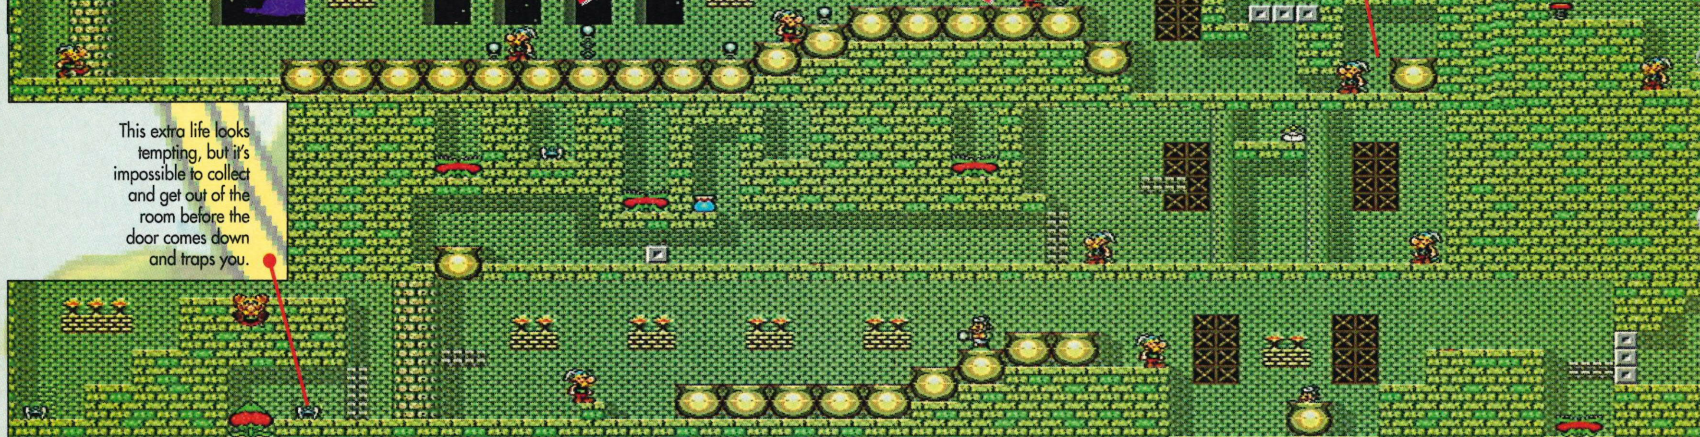 This extra life looks
tempting, but it's
impossible to collect
and get out of the
room before the
door comes down
and traps you.